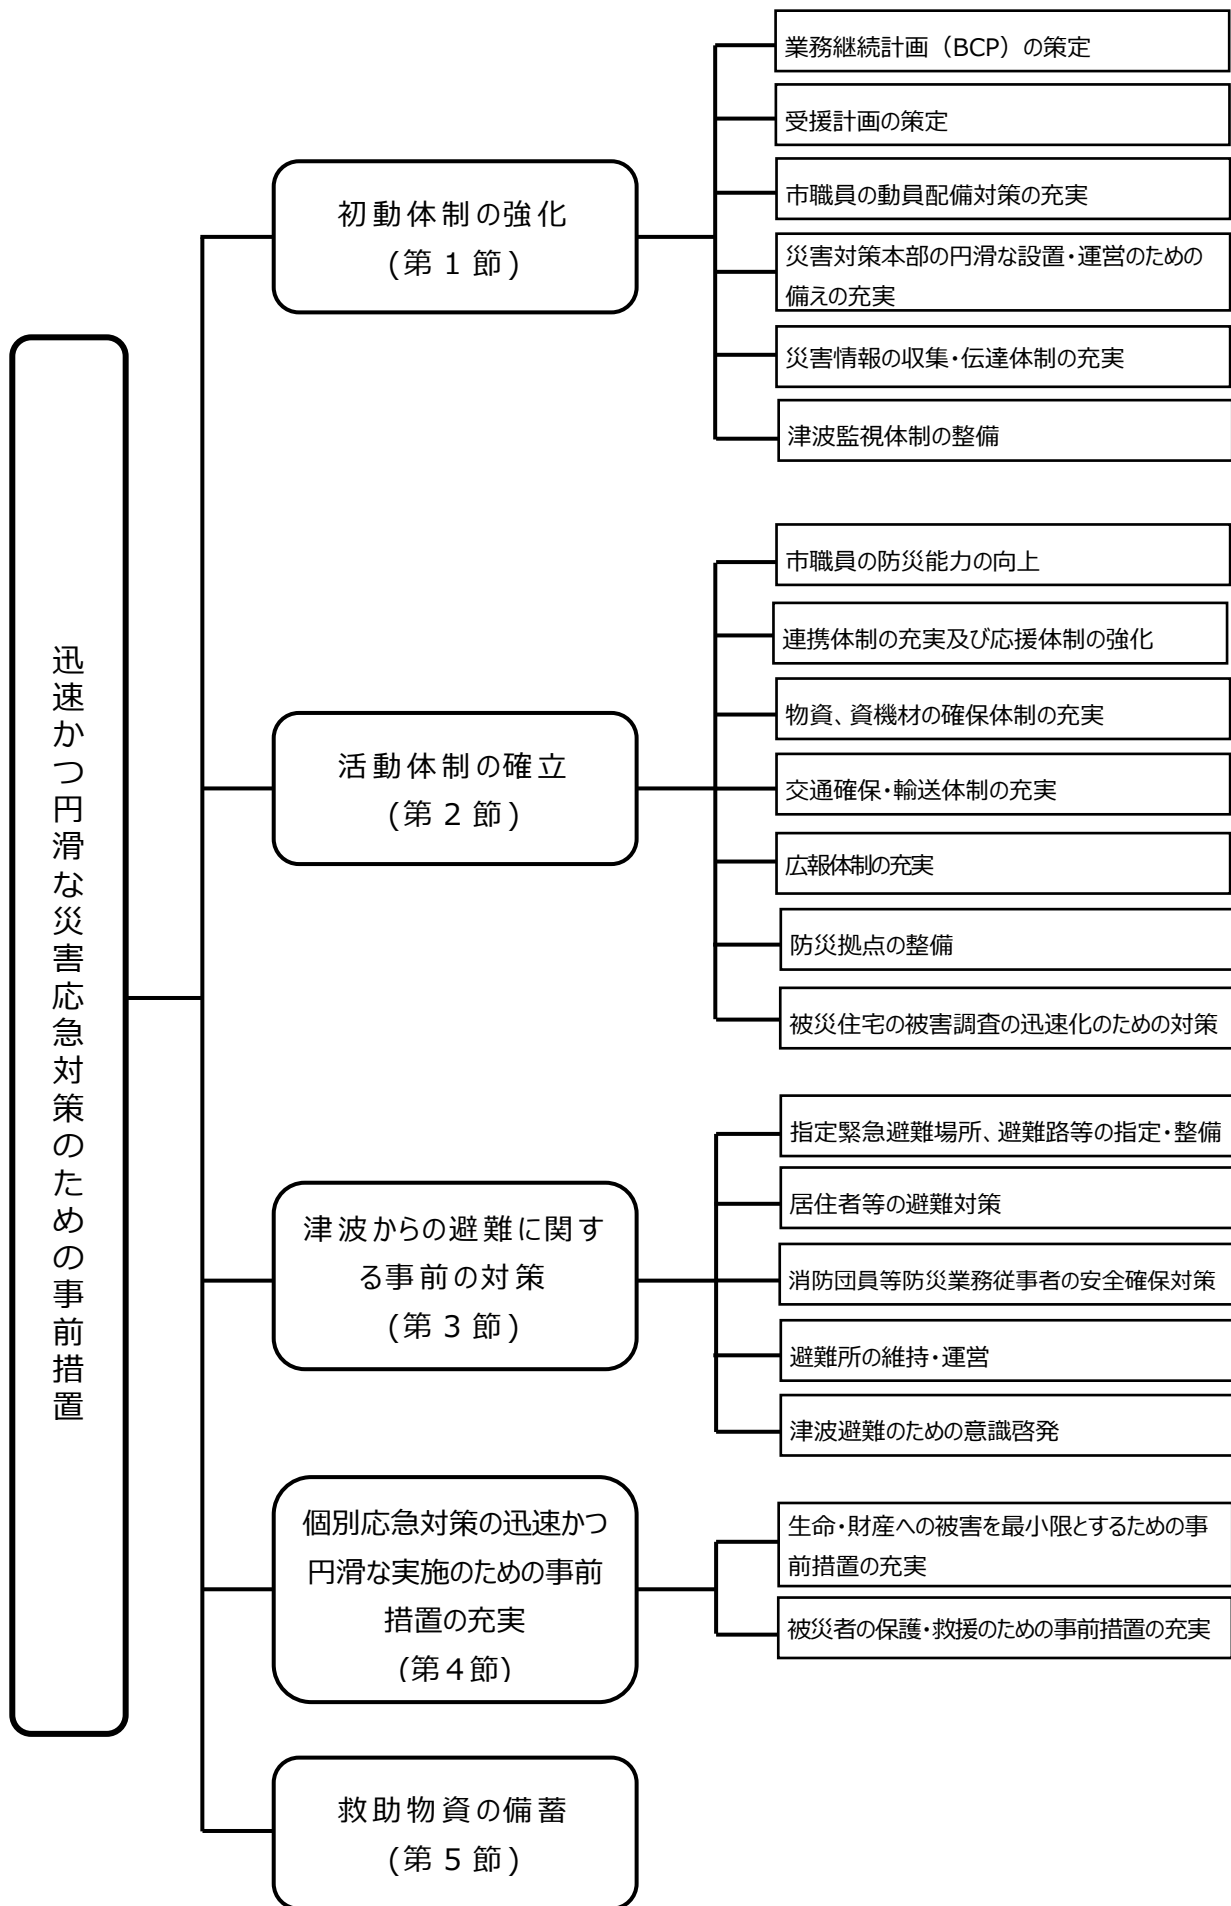 迅速かつ円滑な災害応急対策のための事前措置
初動体制の強化
(第1節)
業務継続計画（BCP）の策定
受援計画の策定
市職員の動員配備対策の充実
災害対策本部の円滑な設置・運営のための
備えの充実
災害情報の収集・伝達体制の充実
津波監視体制の整備
活動体制の確立
(第2節)
市職員の防災能力の向上
連携体制の充実及び応援体制の強化
物資、資機材の確保体制の充実
交通確保・輸送体制の充実
広報体制の充実
防災拠点の整備
被災住宅の被害調査の迅速化のための対策
津波からの避難に関す
る事前の対策
(第3節)
指定緊急避難場所、避難路等の指定・整備
居住者等の避難対策
消防団員等防災業務従事者の安全確保対策
避難所の維持・運営
津波避難のための意識啓発
個別応急対策の迅速かつ
円滑な実施のための事前
措置の充実
(第４節)
生命・財産への被害を最小限とするための事
前措置の充実
被災者の保護・救援のための事前措置の充実
救助物資の備蓄
(第5節)